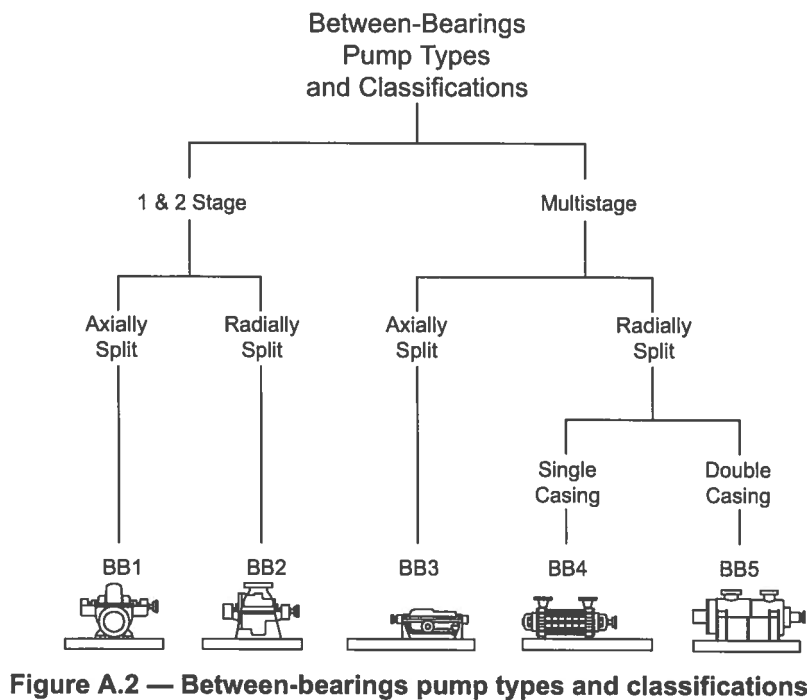 Between-Bearings
Pump Types
and Classifications
1 & 2 Stage
Multistage
Axially
Split
Radially
Split
Axially
Split
Radially
Split
Single
Casing
Double
Casing
BB1
BB2
BB3
BB4
BB5
Figure A.2 — Between-bearings pump types and classifications